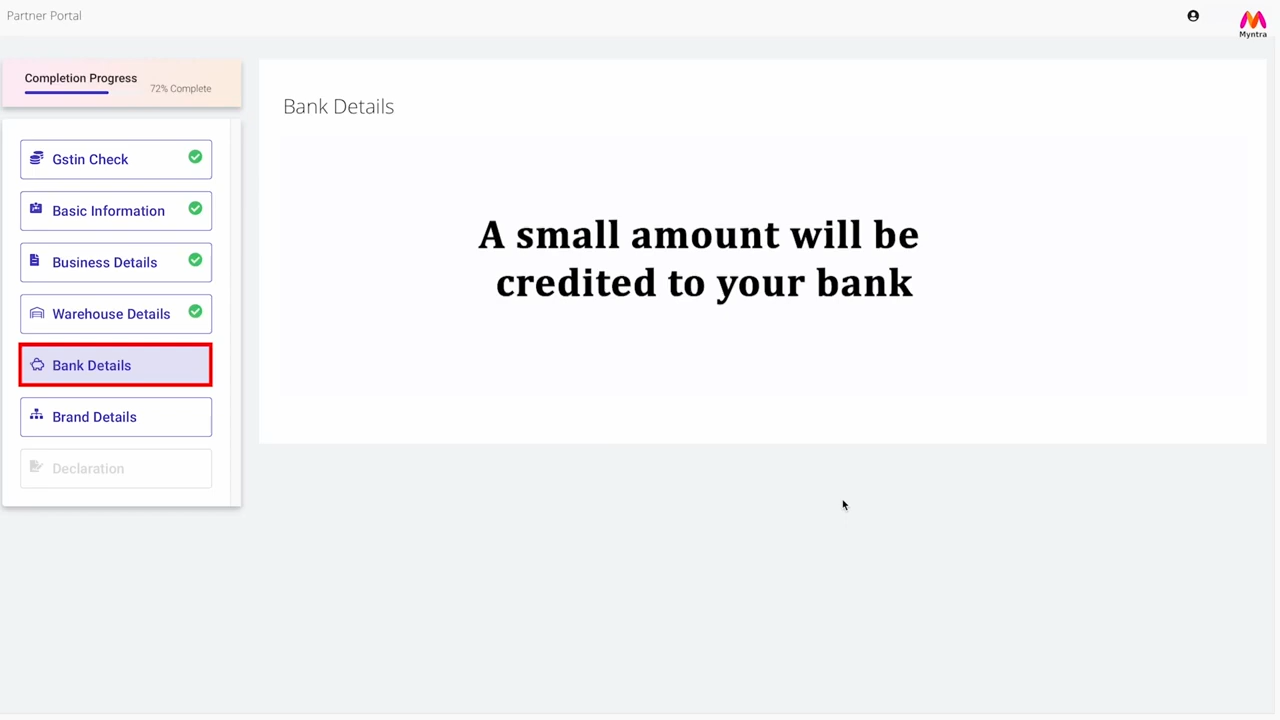 Partner Portal
Myntra
Completion Progress
72% Complete
Gstin Check
Basic Information
Business Details
Warehouse Details
Bank Details
Brand Details
Declaration
Bank Details
A small amount will be
credited to your bank